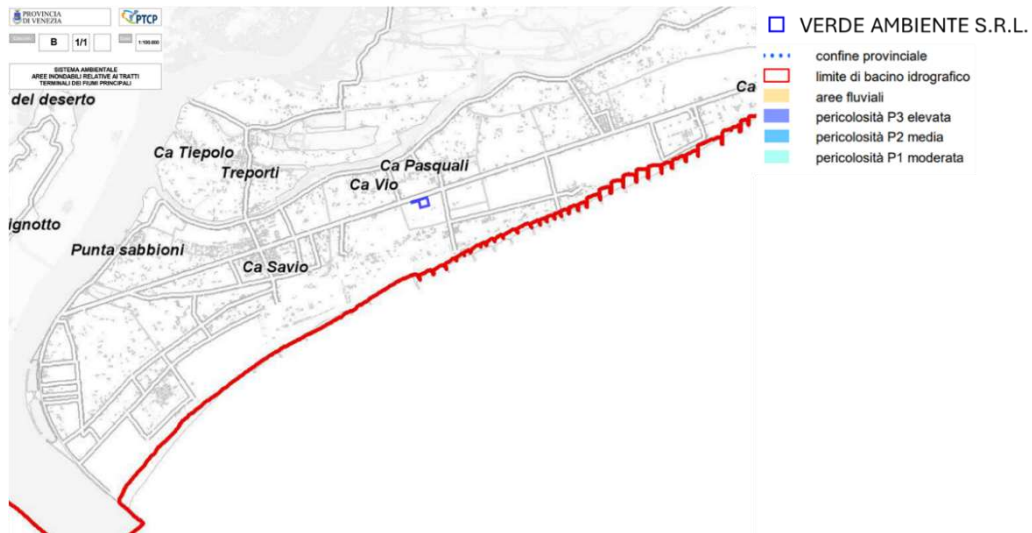 PROVINCIA
DI VENEZIA
PTCP
B 1/1
1:100.000
SISTEMA AMBIENTALE
AREE INONDABILI RELATIVE AI TRATTI
TERMINALI DEI FIUMI PRINCIPALI
del deserto
Ca
Ca Tiepolo
Treporti
Ca Pasquali
Ca Vio
ignotto
Punta sabbioni
Ca Savio
VERDE AMBIENTE S.R.L.
confine provinciale
limite di bacino idrografico
aree fluviali
pericolosità P3 elevata
pericolosità P2 media
pericolosità P1 moderata